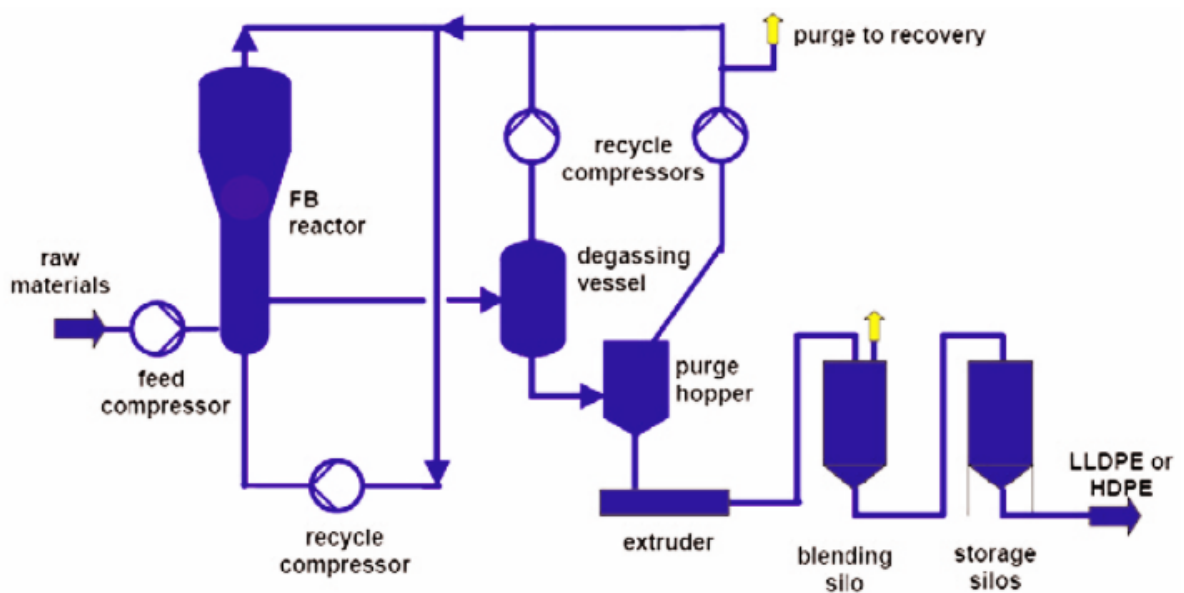 purge to recovery
recycle
compressors
FB
reactor
degassing
vessel
raw
materials
feed
compressor
purge
hopper
LLDPE or
HDPE
extruder
recycle
compressor
blending
silo
storage
silos